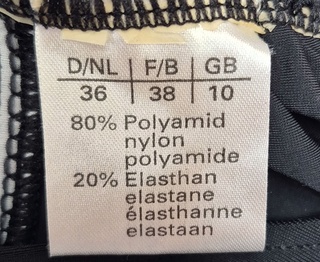 D/NL | F/B | GB
36 | 38 | 10
80% Polyamid
nylon
polyamide
20% Elasthan
elastane
élasthanne
elastaan